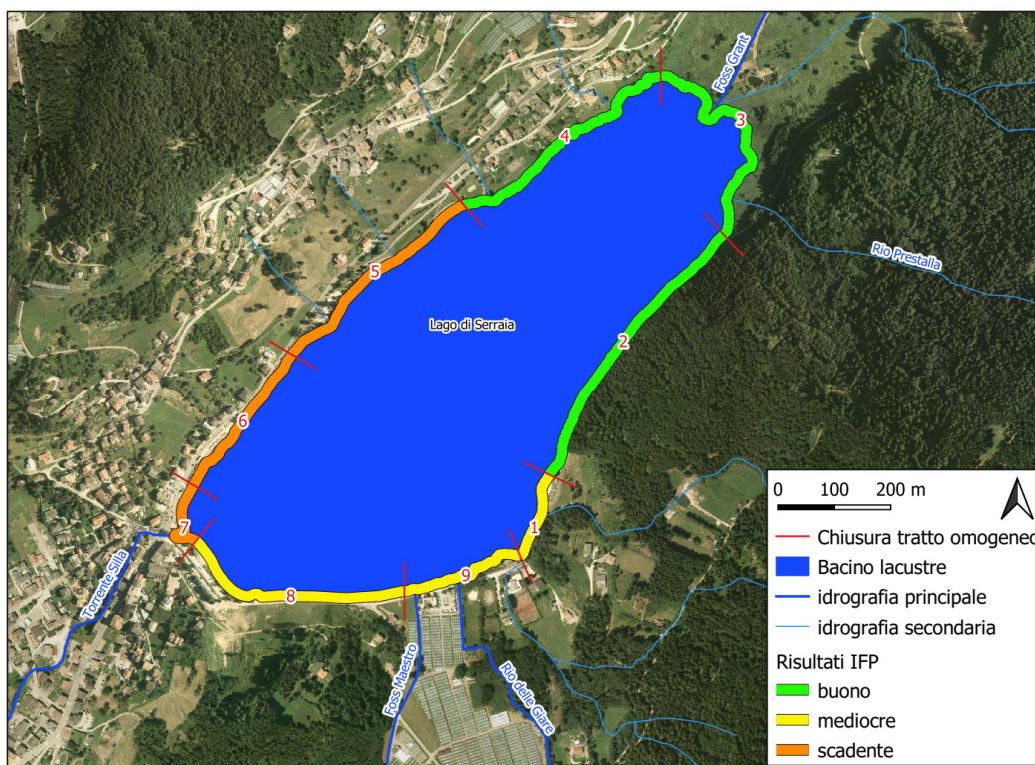 Foss Grant
3
4
Rio Prestalla
5
Lago di Serraia
2
6
1
7
Torrente Silla
8
9
Foss Maestro
Rio delle Giare
0 100 200 m
Chiusura tratto omogeneo
Bacino lacustre
idrografia principale
idrografia secondaria
Risultati IFP
buono
mediocre
scadente